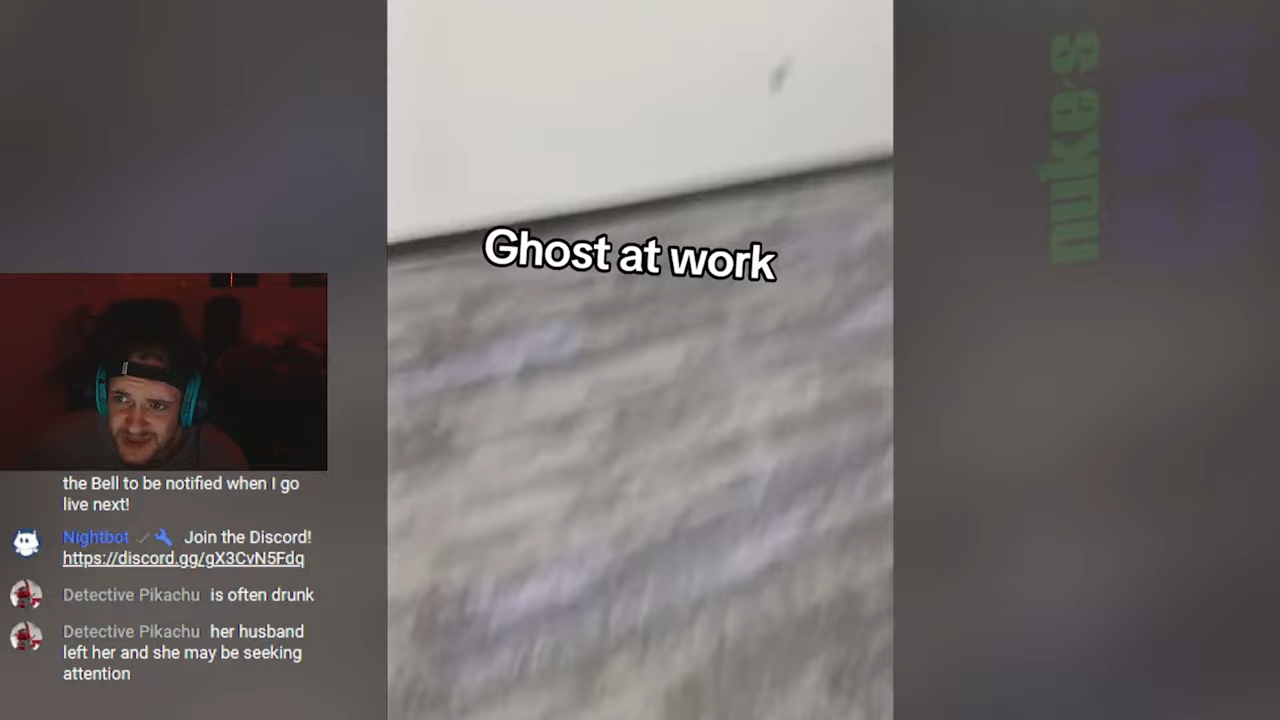 nuke's
5
Ghost at work
the Bell to be notified when I go
live next!
Nightbot Join the Discord!
https://discord.gg/gX3CvN5Fdq
Detective Pikachu is often drunk
Detective Pikachu her husband
left her and she may be seeking
attention